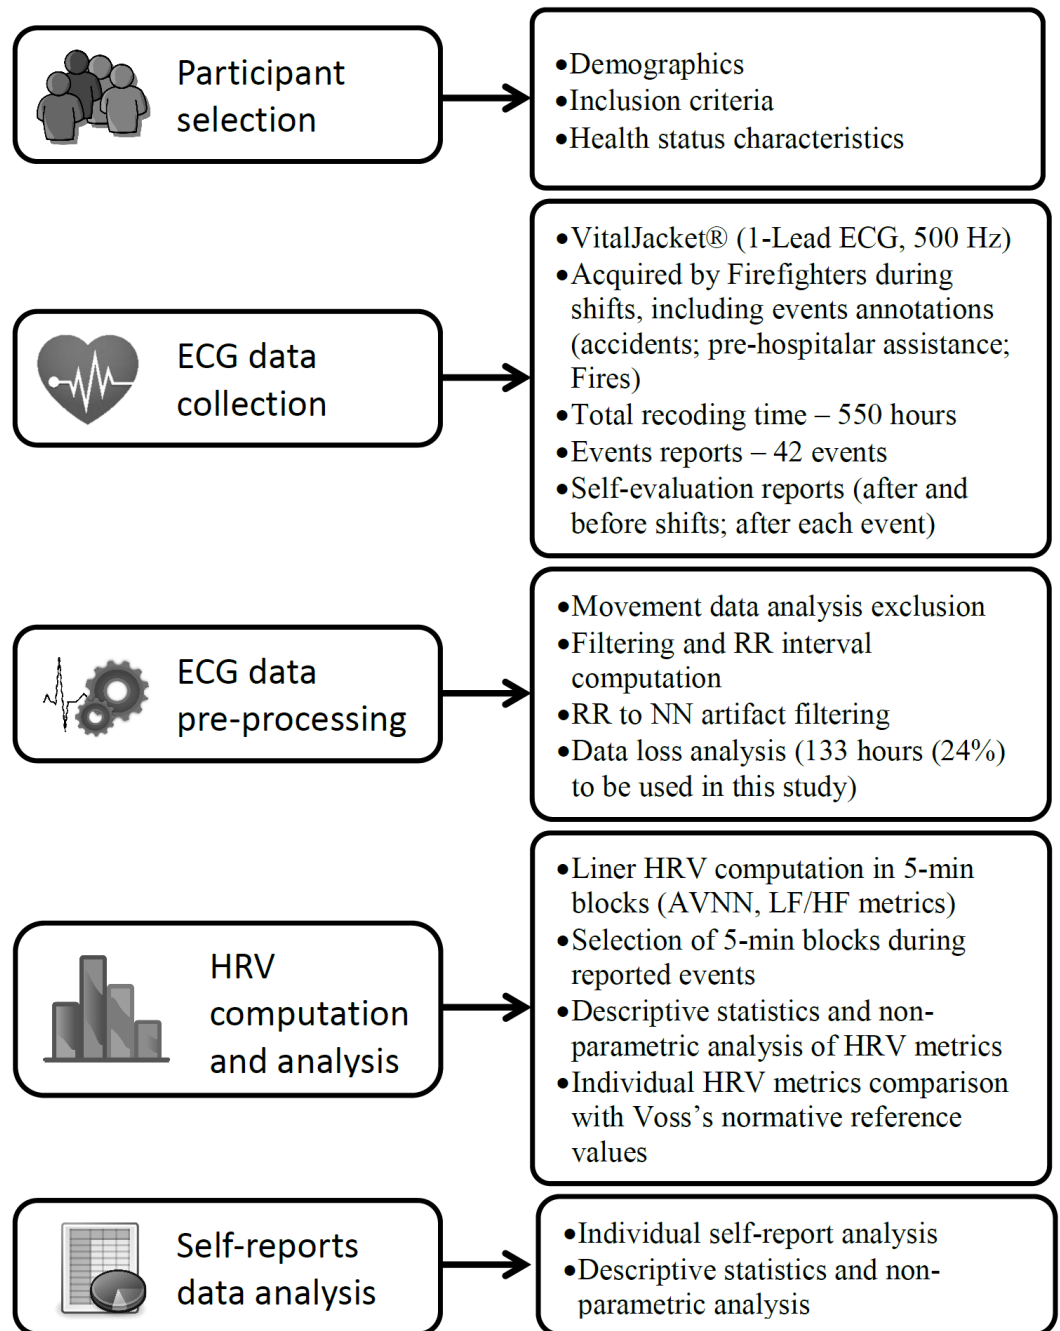 Participant
selection
•Demographics
•Inclusion criteria
•Health status characteristics
ECG data
collection
•VitalJacket® (1-Lead ECG, 500 Hz)
•Acquired by Firefighters during
shifts, including events annotations
(accidents; pre-hospitalar assistance;
Fires)
•Total recoding time – 550 hours
•Events reports – 42 events
•Self-evaluation reports (after and
before shifts; after each event)
ECG data
pre-processing
•Movement data analysis exclusion
•Filtering and RR interval
computation
•RR to NN artifact filtering
•Data loss analysis (133 hours (24%)
to be used in this study)
HRV
computation
and analysis
•Liner HRV computation in 5-min
blocks (AVNN, LF/HF metrics)
•Selection of 5-min blocks during
reported events
•Descriptive statistics and non-
parametric analysis of HRV metrics
•Individual HRV metrics comparison
with Voss’s normative reference
values
Self-reports
data analysis
•Individual self-report analysis
•Descriptive statistics and non-
parametric analysis